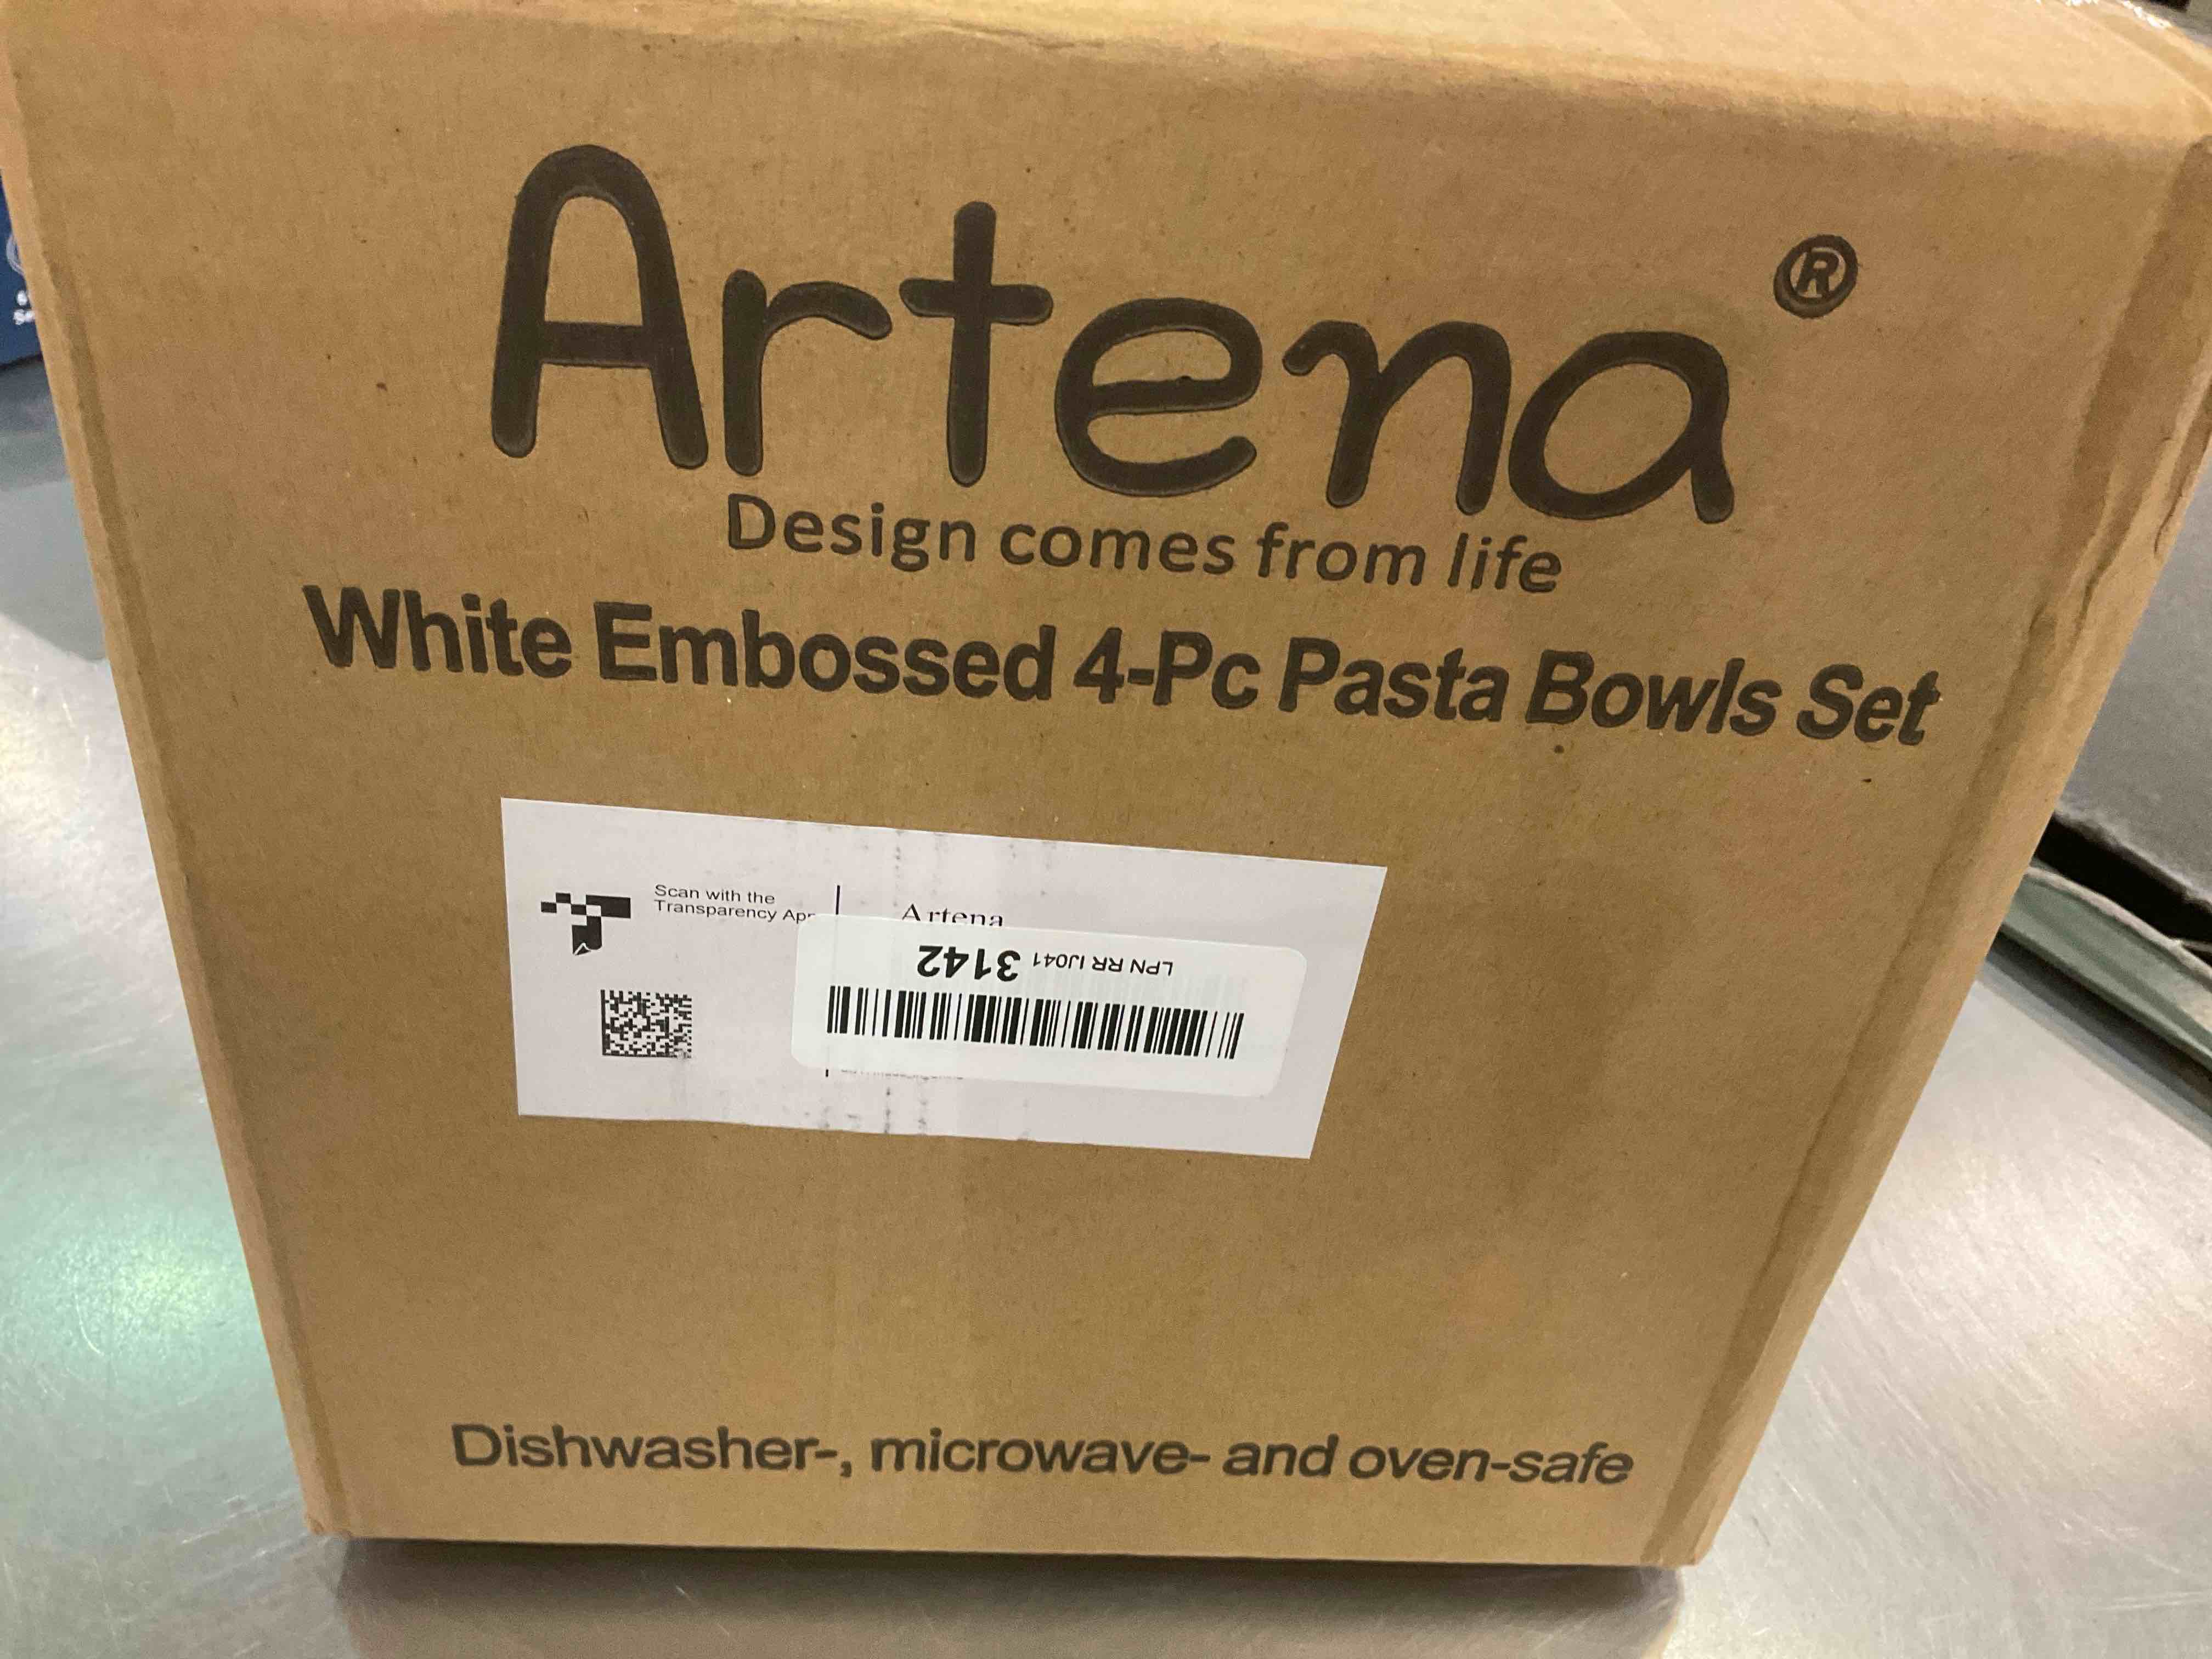 Artena®
Design comes from life
White Embossed 4-Pc Pasta Bowls Set
Scan with the
Transparency
Artena
LPN RR IJ041 3142
Dishwasher-, microwave- and oven-safe